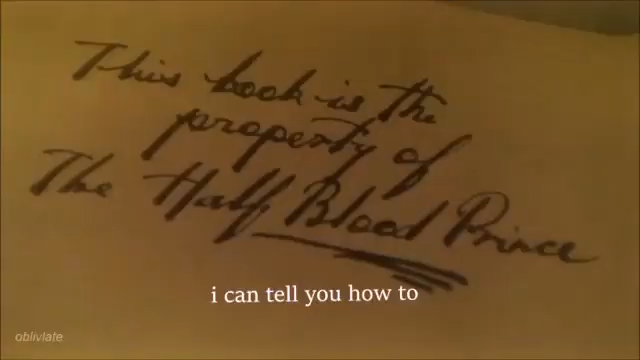 This book is the
property of
The Half Blood Prince
i can tell you how to
oblivIate